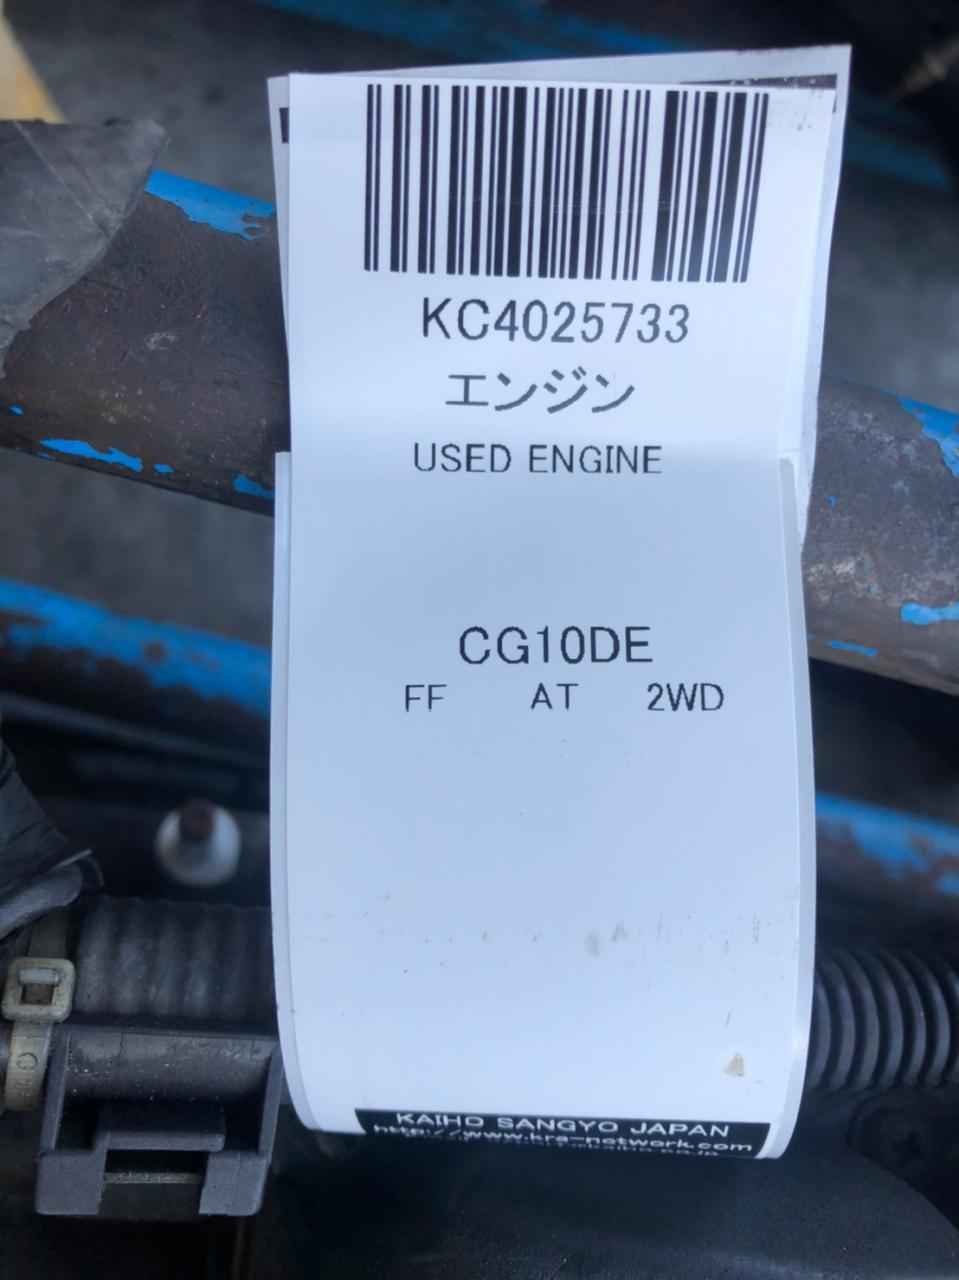 KC4025733
エンジン
USED ENGINE
CG10DE
FF AT 2WD
KAIHO SANGYO JAPAN
http://www.kra-network.com